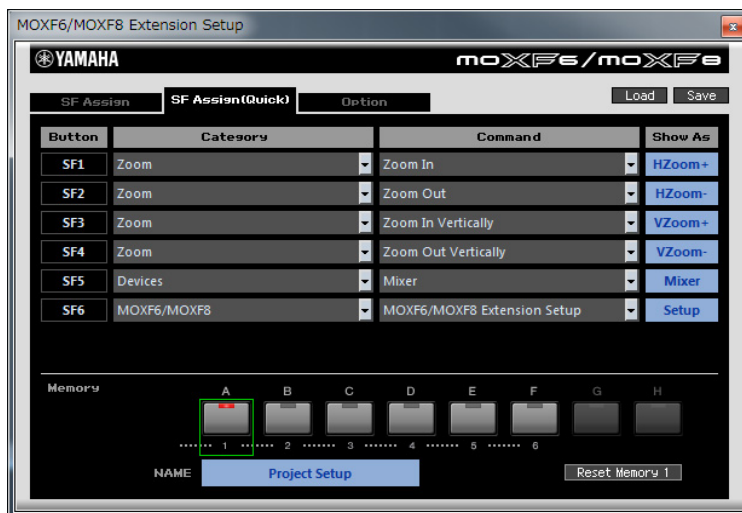 MOXF6/MOXF8 Extension Setup
YAMAHA MOXF6/MOXF8
SF Assign SF Assign(Quick) Option Load Save
Button Category Command Show As
SF1 Zoom Zoom In HZoom+
SF2 Zoom Zoom Out HZoom-
SF3 Zoom Zoom In Vertically VZoom+
SF4 Zoom Zoom Out Vertically VZoom-
SF5 Devices Mixer Mixer
SF6 MOXF6/MOXF8 MOXF6/MOXF8 Extension Setup Setup
Memory A B C D E F G H
1 2 3 4 5 6
NAME Project Setup Reset Memory 1